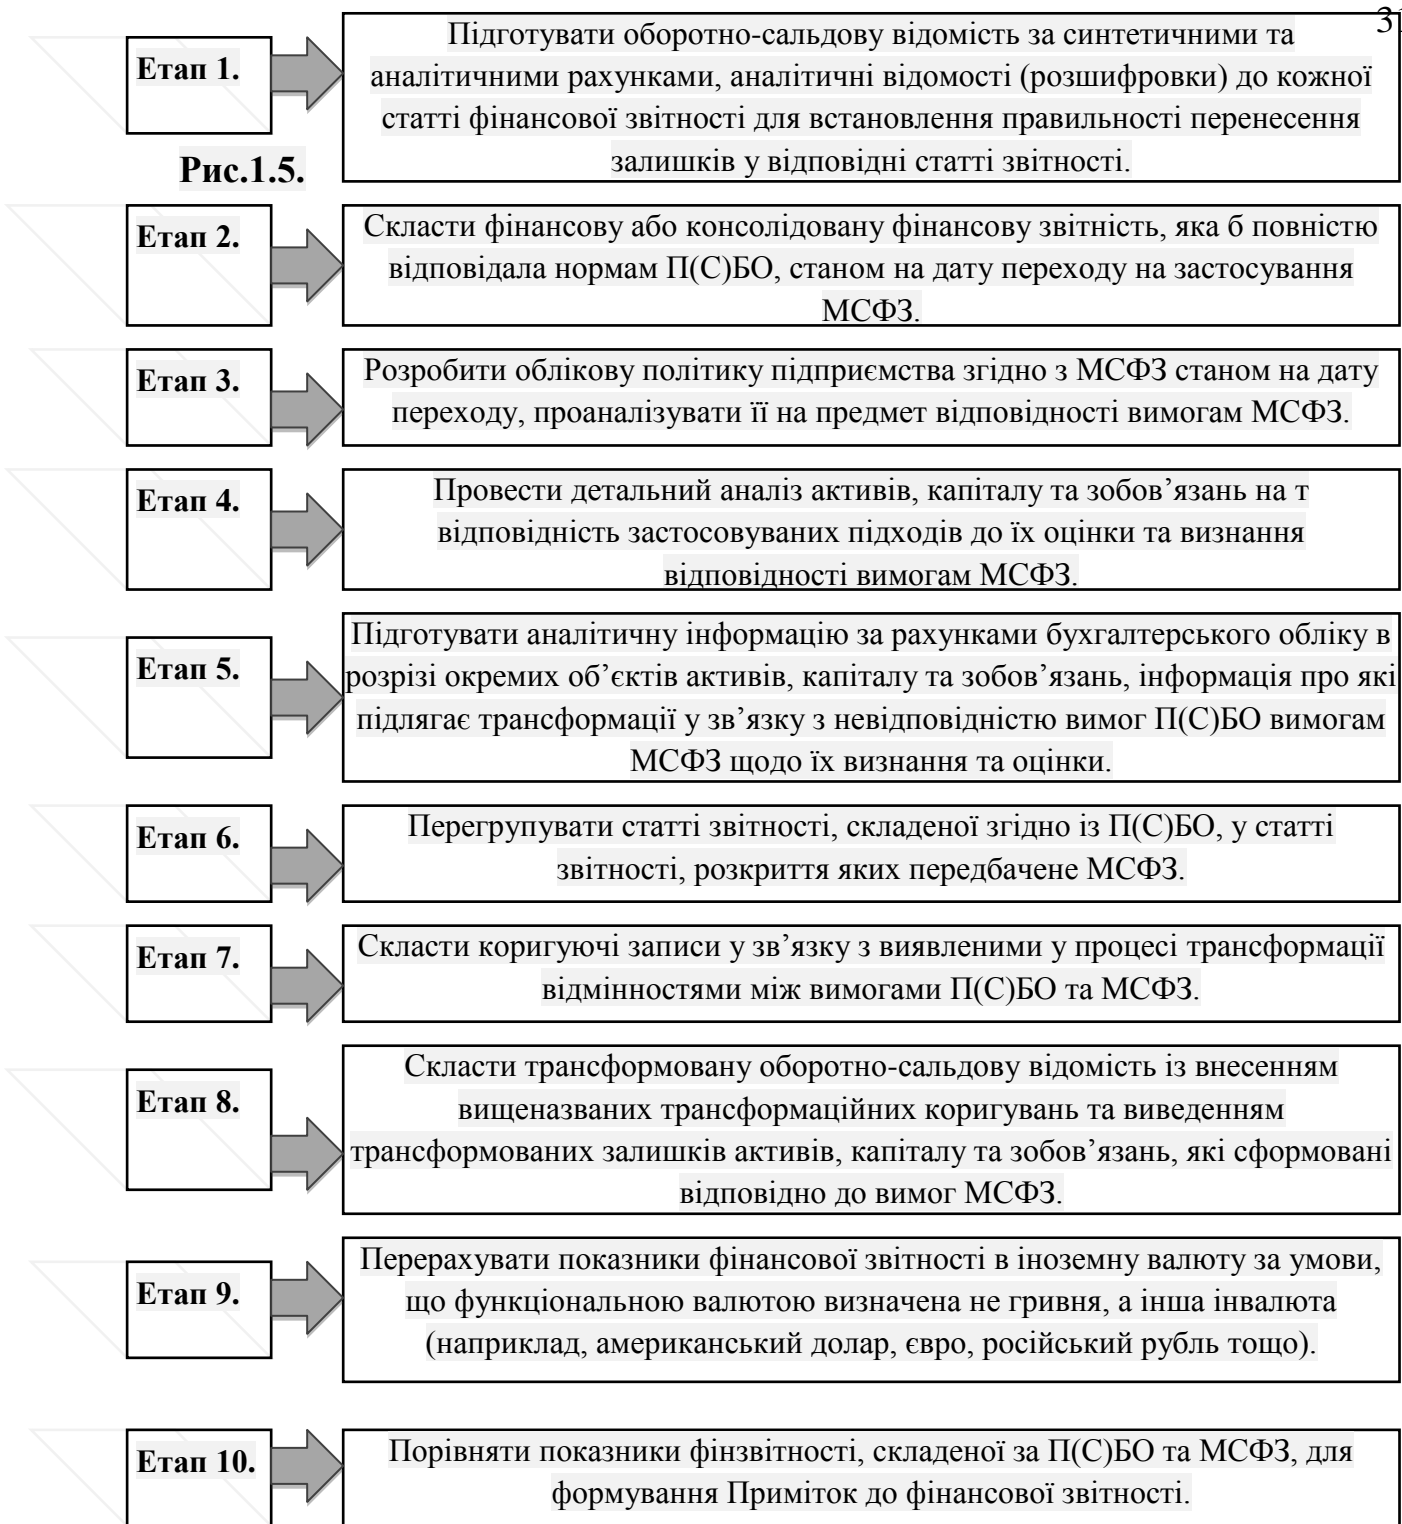 31
Етап 1.
Підготувати оборотно-сальдову відомість за синтетичними та
аналітичними рахунками, аналітичні відомості (розшифровки) до кожної
статті фінансової звітності для встановлення правильності перенесення
залишків у відповідні статті звітності.
Рис.1.5.
Етап 2.
Скласти фінансову або консолідовану фінансову звітність, яка б повністю
відповідала нормам П(С)БО, станом на дату переходу на застосування
МСФЗ.
Етап 3.
Розробити облікову політику підприємства згідно з МСФЗ станом на дату
переходу, проаналізувати її на предмет відповідності вимогам МСФЗ.
Етап 4.
Провести детальний аналіз активів, капіталу та зобов’язань на т
відповідність застосовуваних підходів до їх оцінки та визнання
відповідності вимогам МСФЗ.
Етап 5.
Підготувати аналітичну інформацію за рахунками бухгалтерського обліку в
розрізі окремих об’єктів активів, капіталу та зобов’язань, інформація про які
підлягає трансформації у зв’язку з невідповідністю вимог П(С)БО вимогам
МСФЗ щодо їх визнання та оцінки.
Етап 6.
Перегрупувати статті звітності, складеної згідно із П(С)БО, у статті
звітності, розкриття яких передбачене МСФЗ.
Етап 7.
Скласти коригуючі записи у зв’язку з виявленими у процесі трансформації
відмінностями між вимогами П(С)БО та МСФЗ.
Етап 8.
Скласти трансформовану оборотно-сальдову відомість із внесенням
вищеназваних трансформаційних коригувань та виведенням
трансформованих залишків активів, капіталу та зобов’язань, які сформовані
відповідно до вимог МСФЗ.
Етап 9.
Перерахувати показники фінансової звітності в іноземну валюту за умови,
що функціональною валютою визначена не гривня, а інша інвалюта
(наприклад, американський долар, євро, російський рубль тощо).
Етап 10.
Порівняти показники фінзвітності, складеної за П(С)БО та МСФЗ, для
формування Приміток до фінансової звітності.